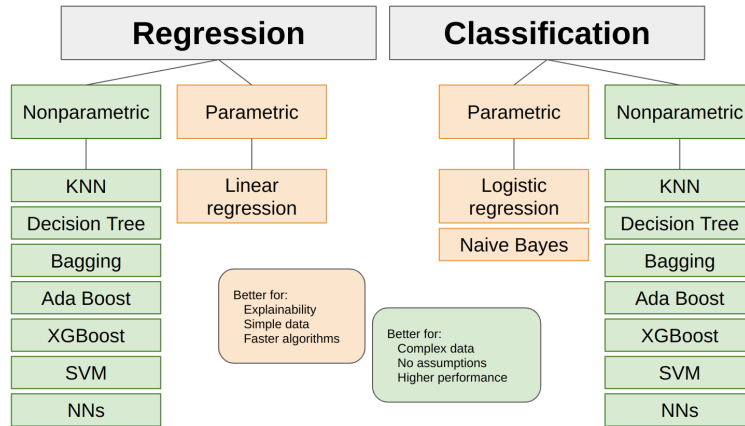 Regression
Classification
Nonparametric
Parametric
Parametric
Nonparametric
KNN
Decision Tree
Bagging
Ada Boost
XGBoost
SVM
NNs
Linear
regression
Logistic
regression
Naive Bayes
KNN
Decision Tree
Bagging
Ada Boost
XGBoost
SVM
NNs
Better for:
Explainability
Simple data
Faster algorithms
Better for:
Complex data
No assumptions
Higher performance